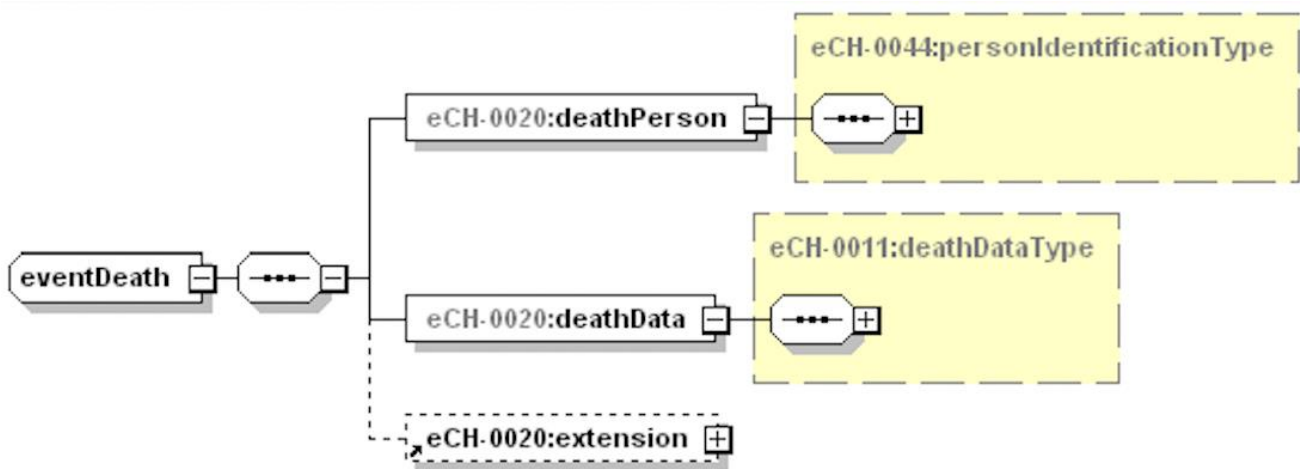 eCH-0044:personIdentificationType
eCH-0020:deathPerson
eCH-0011:deathDataType
eventDeath
eCH-0020:deathData
eCH-0020:extension